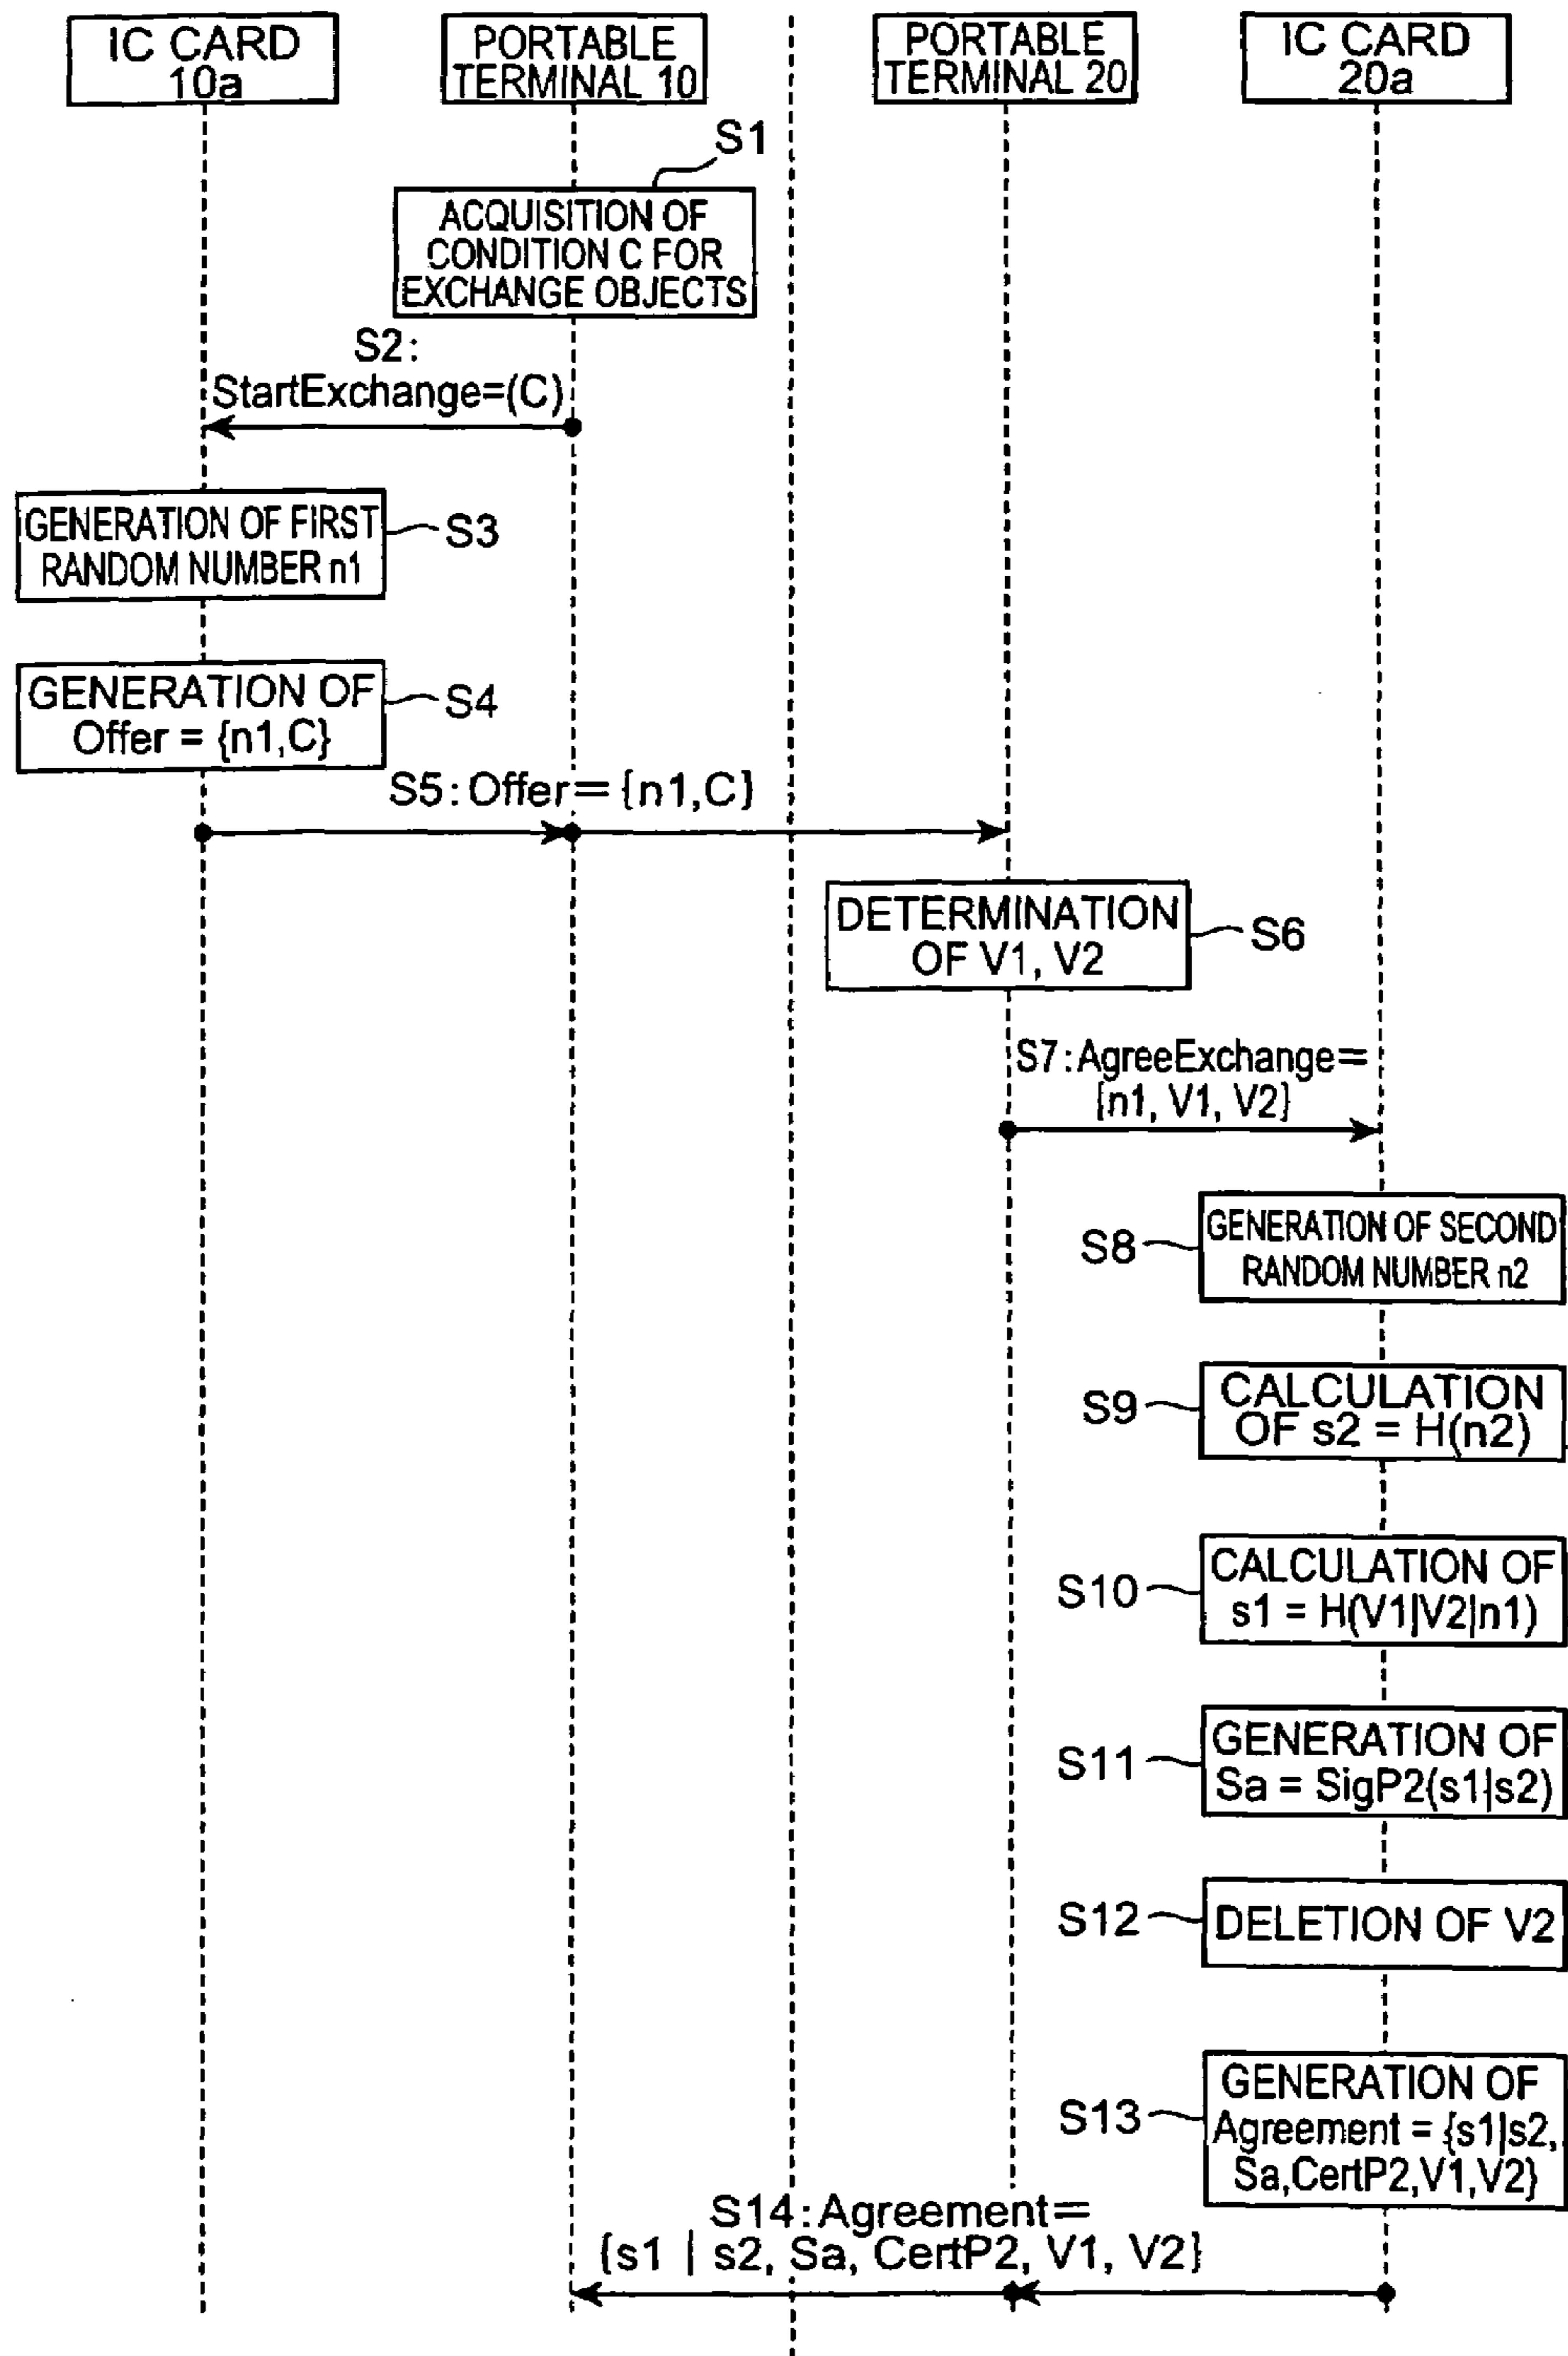 IC CARD
10a
PORTABLE
TERMINAL 10
PORTABLE
TERMINAL 20
IC CARD
20a
S1
ACQUISITION OF
CONDITION C FOR
EXCHANGE OBJECTS
S2:
StartExchange=(C)
GENERATION OF FIRST
RANDOM NUMBER n1
S3
GENERATION OF
Offer = {n1,C}
S4
S5:Offer={n1,C}
DETERMINATION
OF V1, V2
S6
S7:AgreeExchange=
{n1, V1, V2}
S8
GENERATION OF SECOND
RANDOM NUMBER n2
S9
CALCULATION
OF s2 = H(n2)
S10
CALCULATION OF
s1 = H(V1|V2|n1)
S11
GENERATION OF
Sa = SigP2(s1|s2)
S12
DELETION OF V2
S13
GENERATION OF
Agreement = {s1|s2,
Sa,CertP2,V1,V2}
S14:Agreement=
{s1 | s2, Sa, CertP2, V1, V2}